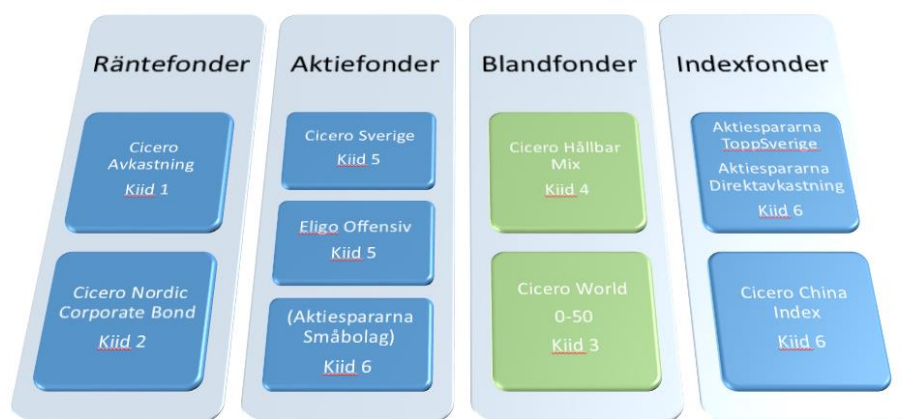 Räntefonder
Cicero
Avkastning
Kiid 1
Cicero Nordic
Corporate Bond
Kiid 2
Aktiefonder
Cicero Sverige
Kiid 5
Eligo Offensiv
Kiid 5
(Aktiespararna
Småbolag)
Kiid 6
Blandfonder
Cicero Hållbar
Mix
Kiid 4
Cicero World
0-50
Kiid 3
Indexfonder
Aktiespararna
ToppSverige
Aktiespararna
Direktavkastning
Kiid 6
Cicero China
Index
Kiid 6